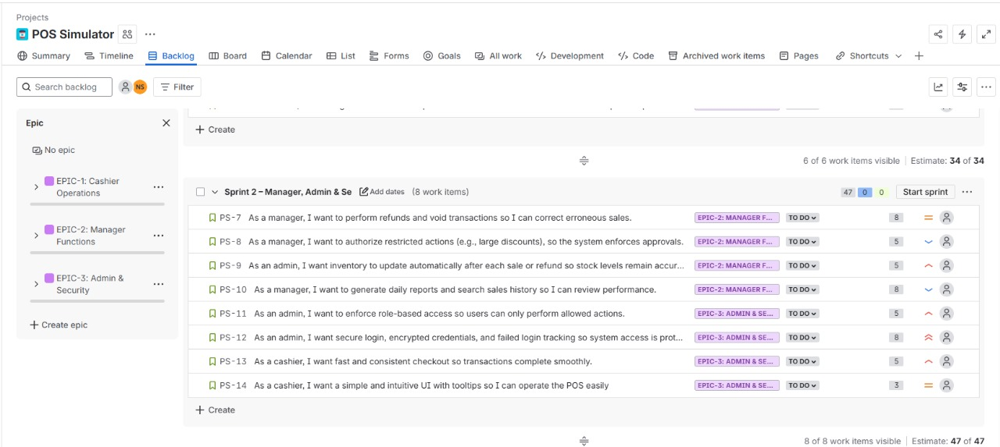 Projects
POS Simulator
Summary Timeline Backlog Board Calendar List Forms Goals All work Development Code Archived work items Pages Shortcuts
Search backlog NS Filter
Epic
No epic
EPIC-1: Cashier
Operations
EPIC-2: Manager
Functions
EPIC-3: Admin &
Security
+ Create epic
+ Create
6 of 6 work items visible Estimate: 34 of 34
Sprint 2 – Manager, Admin & Se Add dates (8 work items) 47 0 0 Start sprint
PS-7 As a manager, I want to perform refunds and void transactions so I can correct erroneous sales. EPIC-2: MANAGER F... TO DO 8
PS-8 As a manager, I want to authorize restricted actions (e.g., large discounts), so the system enforces approvals. EPIC-2: MANAGER F... TO DO 5
PS-9 As an admin, I want inventory to update automatically after each sale or refund so stock levels remain accur... EPIC-2: MANAGER F... TO DO 5
PS-10 As a manager, I want to generate daily reports and search sales history so I can review performance. EPIC-2: MANAGER F... TO DO 8
PS-11 As an admin, I want to enforce role-based access so users can only perform allowed actions. EPIC-3: ADMIN & SE... TO DO 5
PS-12 As an admin, I want secure login, encrypted credentials, and failed login tracking so system access is prot... EPIC-3: ADMIN & SE... TO DO 8
PS-13 As a cashier, I want fast and consistent checkout so transactions complete smoothly. EPIC-3: ADMIN & SE... TO DO 5
PS-14 As a cashier, I want a simple and intuitive UI with tooltips so I can operate the POS easily EPIC-3: ADMIN & SE... TO DO 3
+ Create
8 of 8 work items visible Estimate: 47 of 47